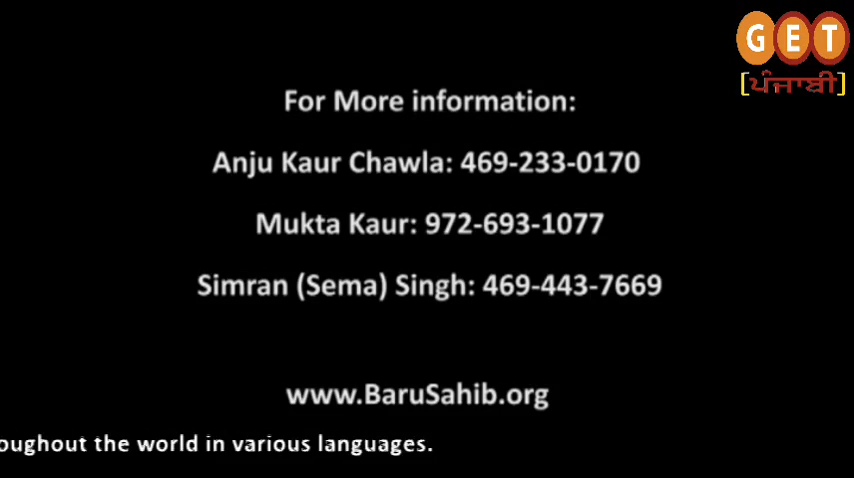 GET
[ਪੰਜਾਬੀ]
For More information:
Anju Kaur Chawla: 469-233-0170
Mukta Kaur: 972-693-1077
Simran (Sema) Singh: 469-443-7669
www.BaruSahib.org
oughout the world in various languages.